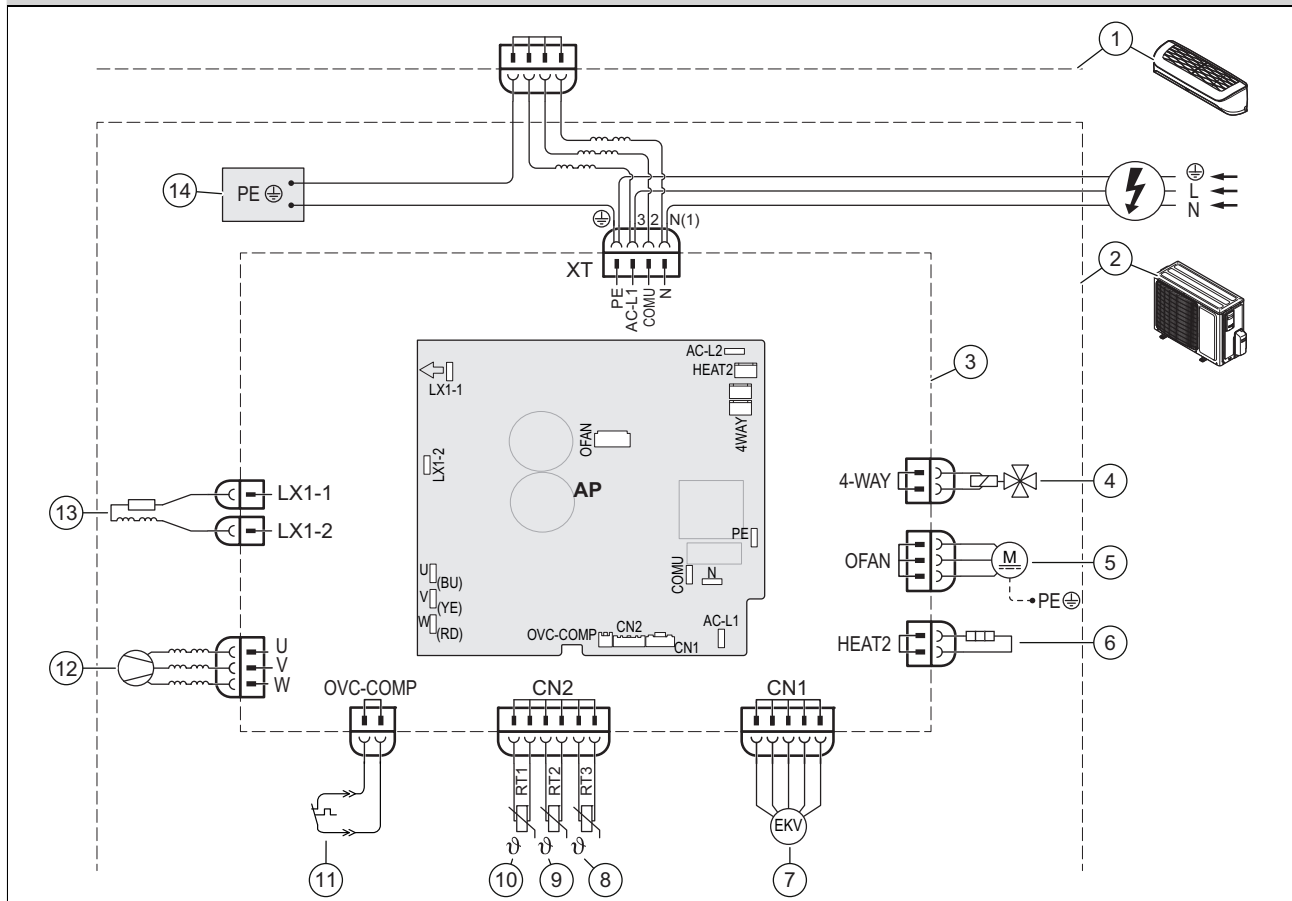 1
14
PE
L
N
3 2 N(1)
2
XT
PE
AC-L1
COMU
N
AC-L2
HEAT2
LX1-1
4WAY
3
OFAN
LX1-2
AP
4-WAY
4
13
LX1-1
LX1-2
PE
OFAN
M
5
PE
COMU
N
U
(BU)
V
(YE)
W
(RD)
OVC-COMP
CN2
CN1
AC-L1
HEAT2
6
12
U
V
W
OVC-COMP
CN2
CN1
RT1
RT2
RT3
EKV
ϑ
ϑ
ϑ
11
10
9
8
7